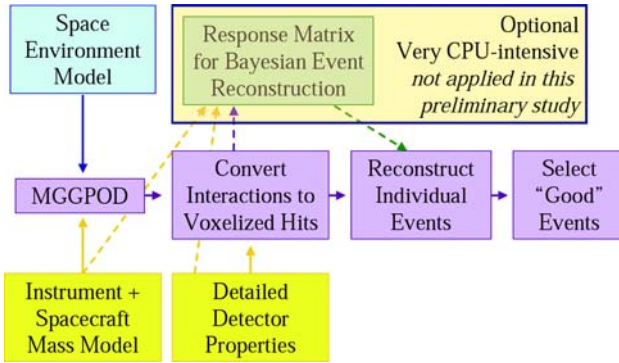 Space
Environment
Model
Response Matrix
for Bayesian Event
Reconstruction
Optional
Very CPU-intensive
not applied in this
preliminary study
MGGPOD
Convert
Interactions to
Voxelized Hits
Reconstruct
Individual
Events
Select
“Good”
Events
Instrument +
Spacecraft
Mass Model
Detailed
Detector
Properties